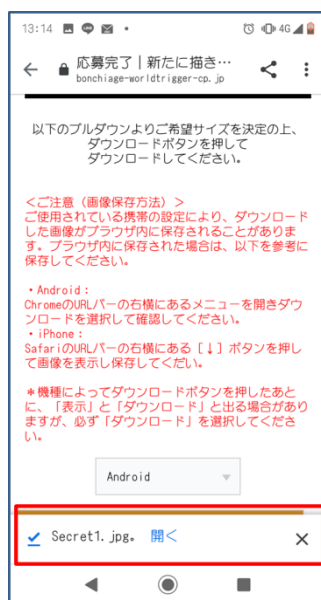 13:14
4G
応募完了｜新たに描き…
bonchiage-worldtrigger-cp.jp
以下のプルダウンよりご希望サイズを決定の上、
ダウンロードボタンを押して
ダウンロードしてください。
＜ご注意（画像保存方法）＞
ご使用されている携帯の設定により、ダウンロード
した画像がブラウザ内に保存されることがありま
す。ブラウザ内に保存された場合は、以下を参考に
保存してください。
・Android：
ChromeのURLバーの右横にあるメニューを開きダウ
ンロードを選択して確認してください。
・iPhone：
SafariのURLバーの右横にある［↓］ボタンを押し
て画像を表示し保存してくだい。
＊機種によってダウンロードボタンを押したあと
に、「表示」と「ダウンロード」と出る場合があり
ますが、必ず「ダウンロード」を選択してくださ
い。
Android
Secret1.jpg。 開く